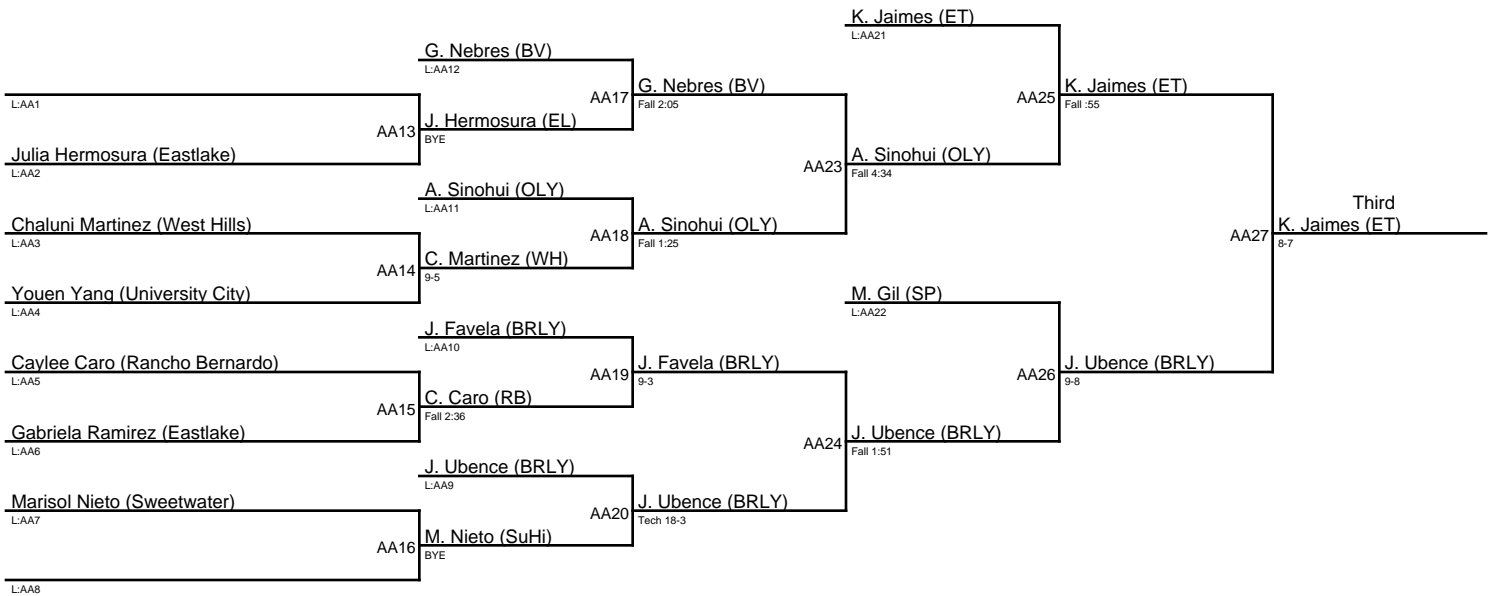 K. Jaimes (ET)
L:AA21
G. Nebres (BV)
L:AA12
AA17
G. Nebres (BV)
Fall 2:05
AA25
K. Jaimes (ET)
Fall :55
L:AA1
AA13
J. Hermosura (EL)
BYE
Julia Hermosura (Eastlake)
L:AA2
AA23
A. Sinohui (OLY)
Fall 4:34
A. Sinohui (OLY)
L:AA11
Chaluni Martinez (West Hills)
L:AA3
AA18
A. Sinohui (OLY)
Fall 1:25
AA27
Third
K. Jaimes (ET)
8-7
AA14
C. Martinez (WH)
9-5
Youen Yang (University City)
L:AA4
M. Gil (SP)
L:AA22
J. Favela (BRLY)
L:AA10
Caylee Caro (Rancho Bernardo)
L:AA5
AA19
J. Favela (BRLY)
9-3
AA26
J. Ubence (BRLY)
9-8
AA15
C. Caro (RB)
Fall 2:36
Gabriela Ramirez (Eastlake)
L:AA6
AA24
J. Ubence (BRLY)
Fall 1:51
J. Ubence (BRLY)
L:AA9
Marisol Nieto (Sweetwater)
L:AA7
AA20
J. Ubence (BRLY)
Tech 18-3
AA16
M. Nieto (SuHi)
BYE
L:AA8